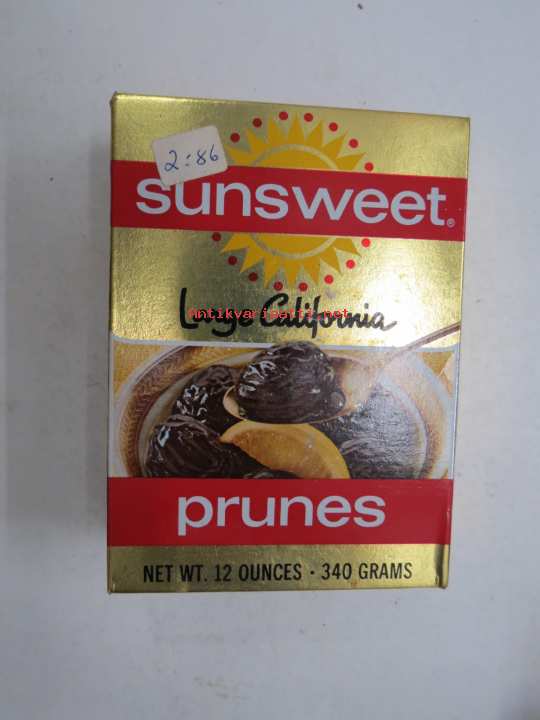 2:86
sunsweet®
Large California
Antikvariaatti.net
prunes
NET WT. 12 OUNCES · 340 GRAMS